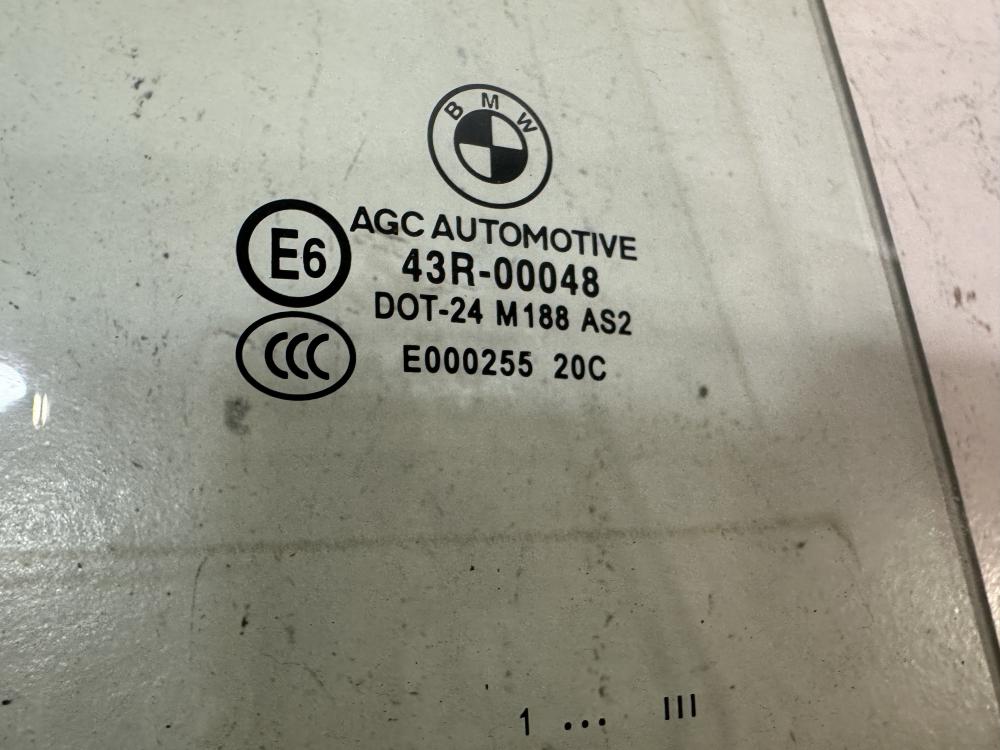 BMW
AGC AUTOMOTIVE
E6
43R-00048
DOT-24 M188 AS2
CCC
E000255 20C
1 ... III